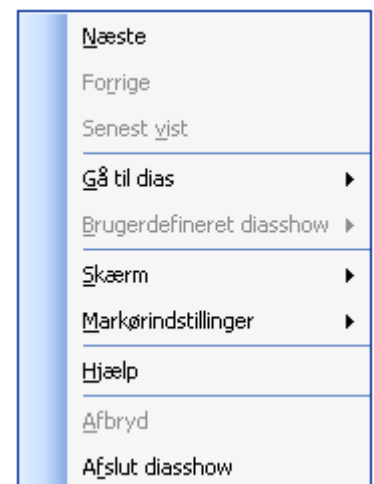 Næste
Forrige
Senest vist
Gå til dias
Brugerdefineret diasshow
Skærm
Markørindstillinger
Hjælp
Afbryd
Afslut diasshow